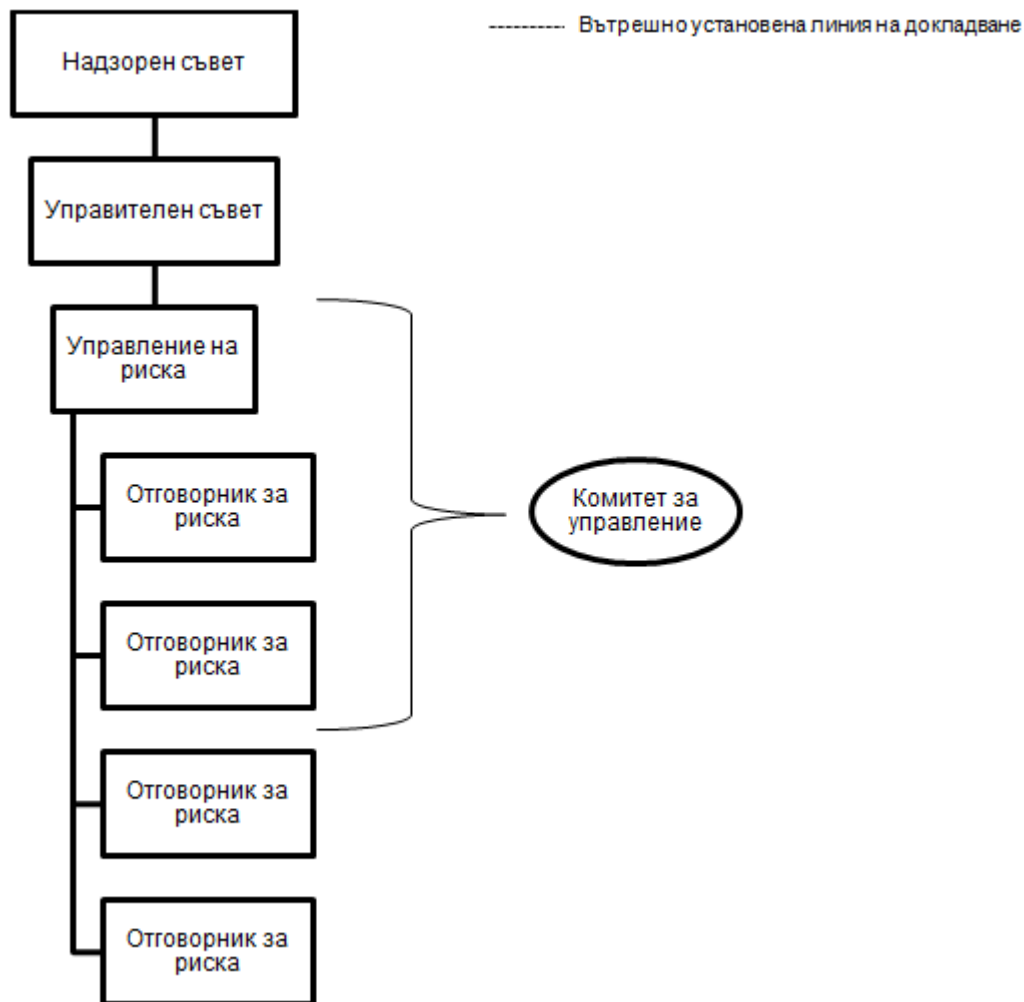 Вътрешно установена линия на докладване
Надзорен съвет
Управителен съвет
Управление на
риска
Отговорник за
риска
Комитет за
управление
Отговорник за
риска
Отговорник за
риска
Отговорник за
риска